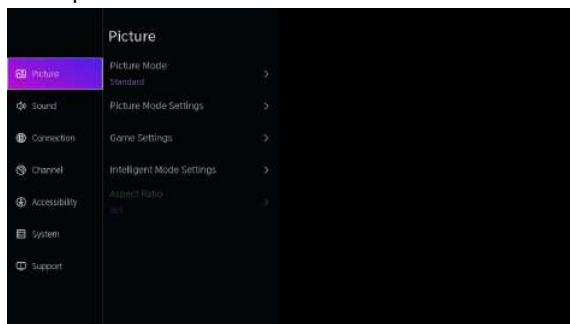 Picture
Picture
Sound
Connection
Channel
Accessibility
System
Support
Picture Mode
Standard
Picture Mode Settings
Game Settings
Intelligent Mode Settings
Aspect Ratio